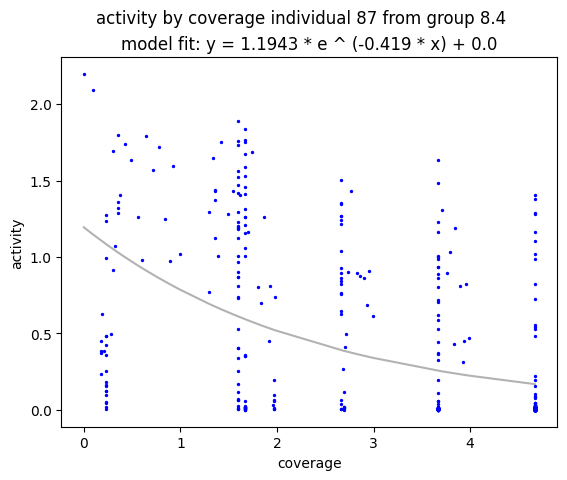 activity by coverage individual 87 from group 8.4
model fit: y = 1.1943 * e ^ (-0.419 * x) + 0.0
2.0
1.5
1.0
0.5
0.0
activity
0 1 2 3 4
coverage